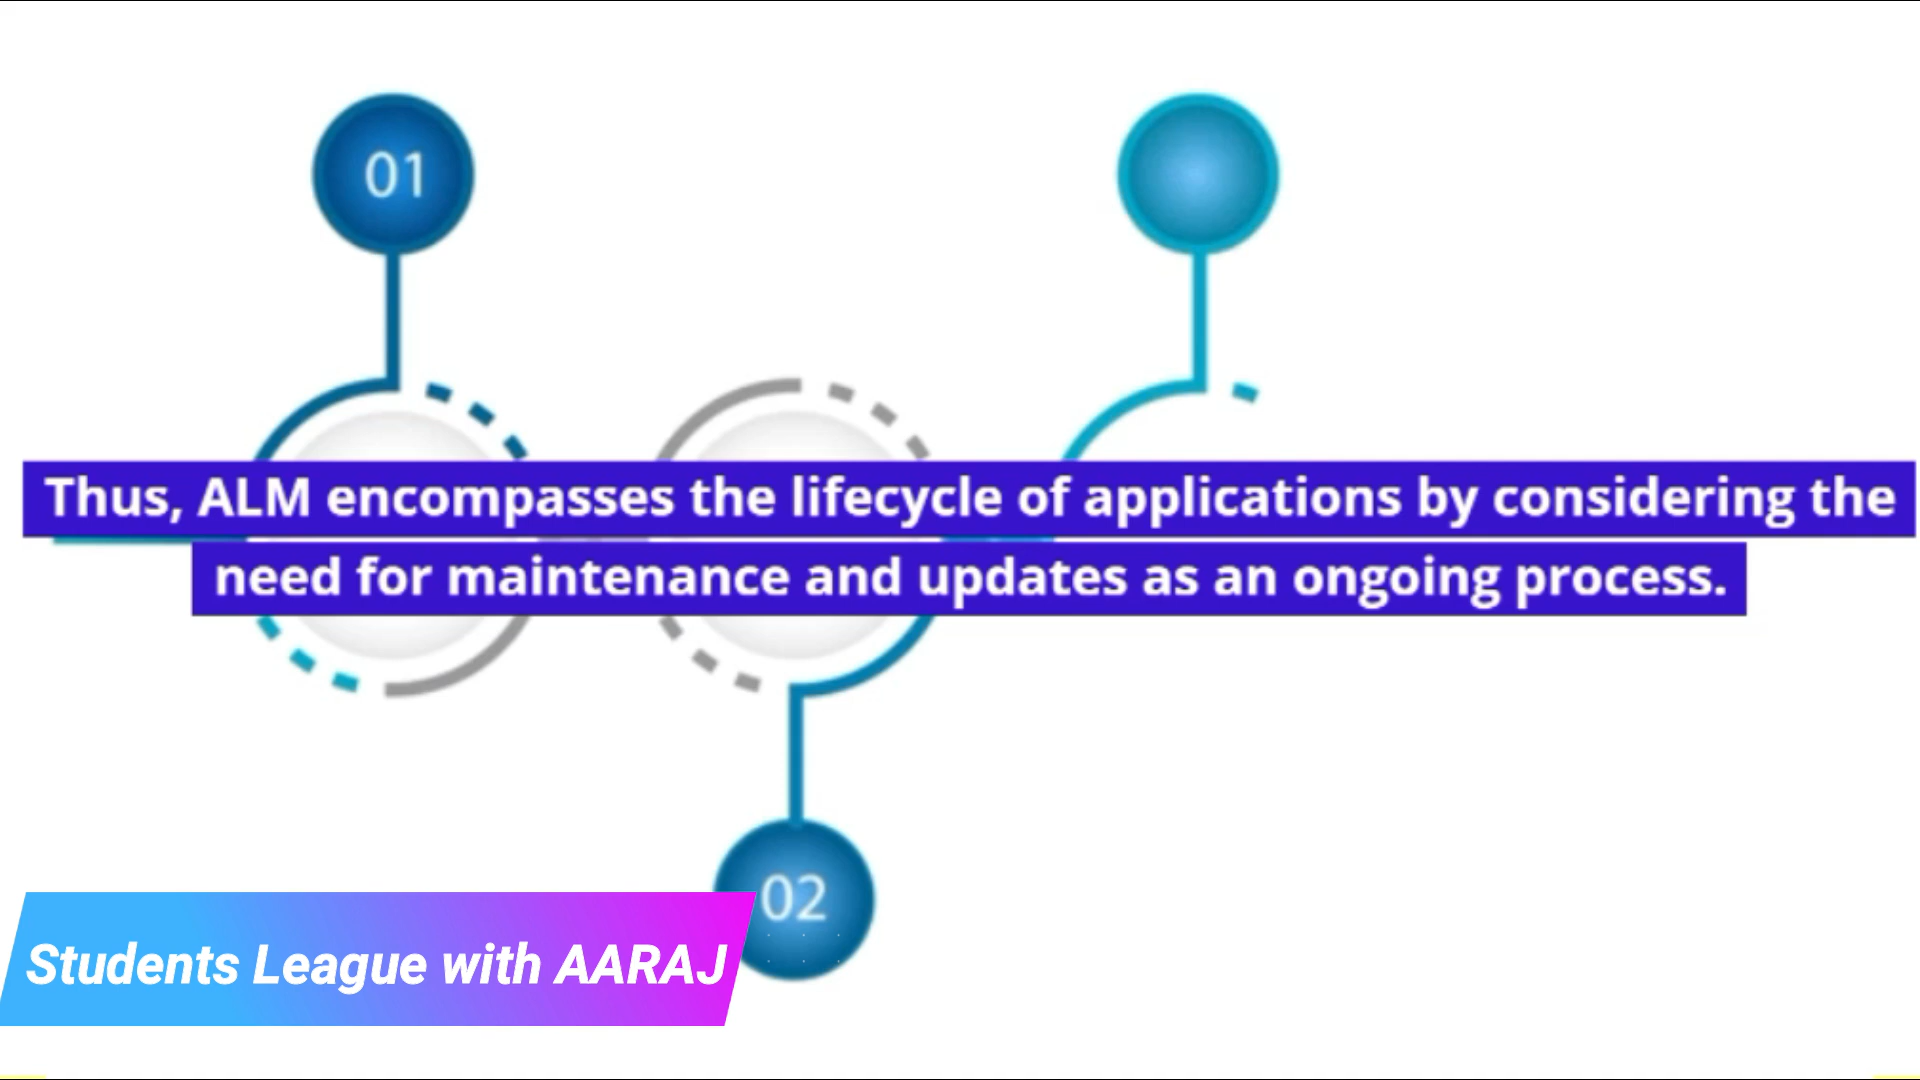 01
Thus, ALM encompasses the lifecycle of applications by considering the
need for maintenance and updates as an ongoing process.
02
Students League with AARAJ